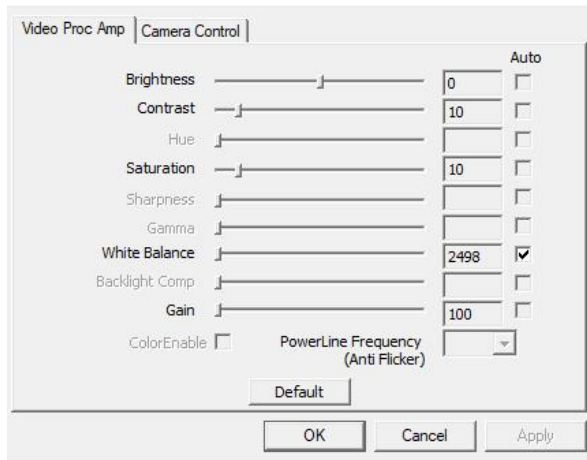 Video Proc Amp Camera Control
Auto
Brightness 0
Contrast 10
Hue
Saturation 10
Sharpness
Gamma
White Balance 2498
Backlight Comp
Gain 100
ColorEnable PowerLine Frequency
(Anti Flicker)
Default
OK Cancel Apply